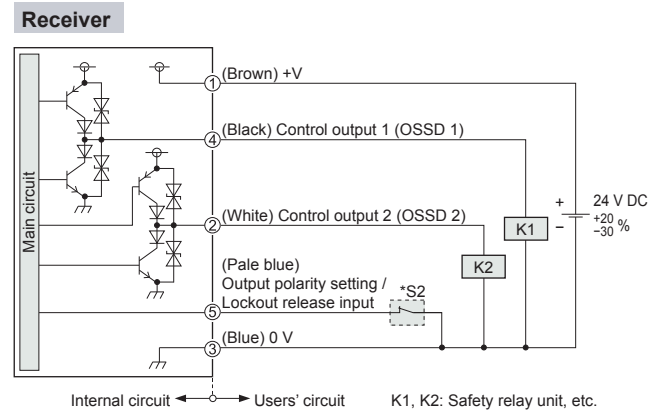 Receiver
Main circuit
① (Brown) +V
④ (Black) Control output 1 (OSSD 1)
② (White) Control output 2 (OSSD 2)
(Pale blue)
Output polarity setting /
Lockout release input
⑤
*S2
③ (Blue) 0 V
K1
K2
+
−
24 V DC
+20
−30 %
Internal circuit
Users' circuit
K1, K2: Safety relay unit, etc.